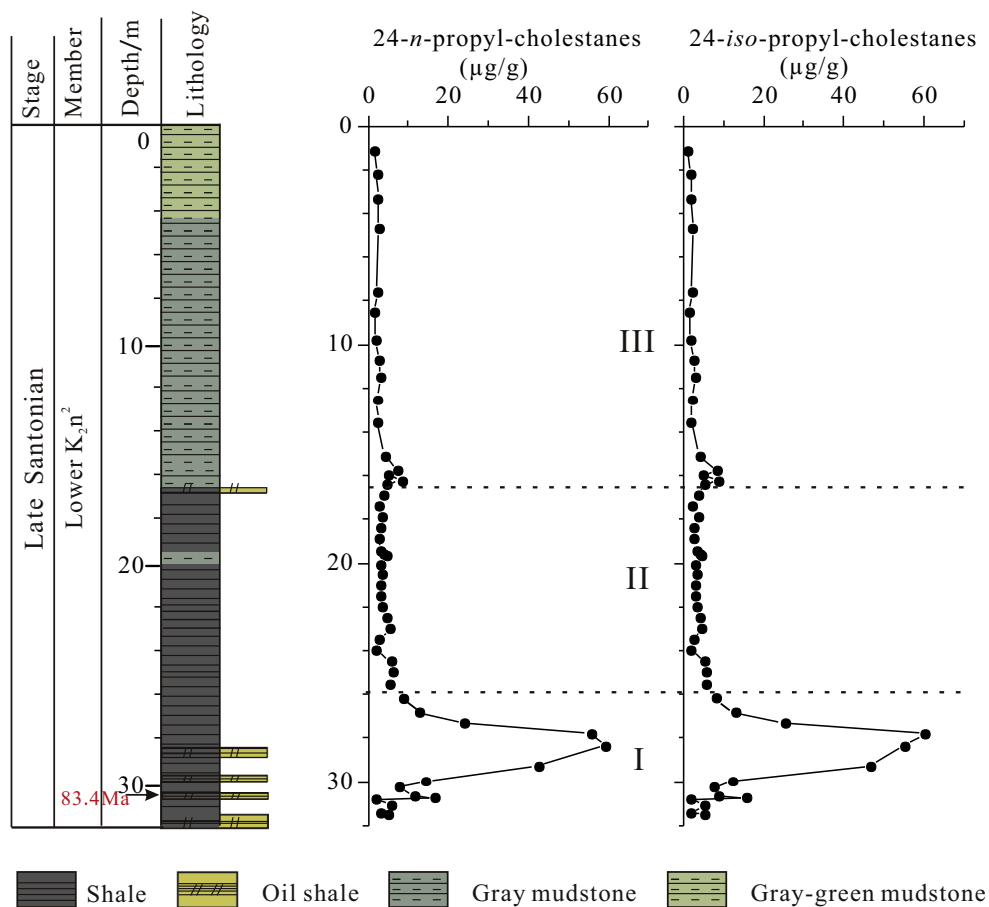 Stage
Member
Depth/m
Lithology
24-n-propyl-cholestanes
(µg/g)
24-iso-propyl-cholestanes
(µg/g)
0 20 40 60
0 20 40 60
0
10
20
30
Late Santonian
Lower K₂n²
83.4Ma
0
10
20
30
III
II
I
Shale
Oil shale
Gray mudstone
Gray-green mudstone